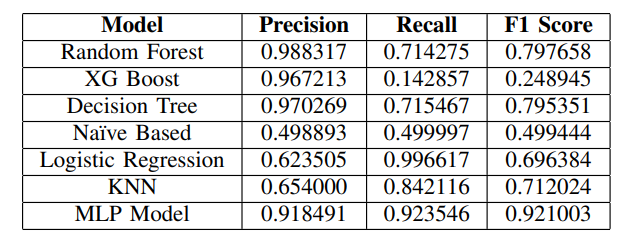 Model Precision Recall F1 Score
Random Forest 0.988317 0.714275 0.797658
XG Boost 0.967213 0.142857 0.248945
Decision Tree 0.970269 0.715467 0.795351
Naïve Based 0.498893 0.499997 0.499444
Logistic Regression 0.623505 0.996617 0.696384
KNN 0.654000 0.842116 0.712024
MLP Model 0.918491 0.923546 0.921003